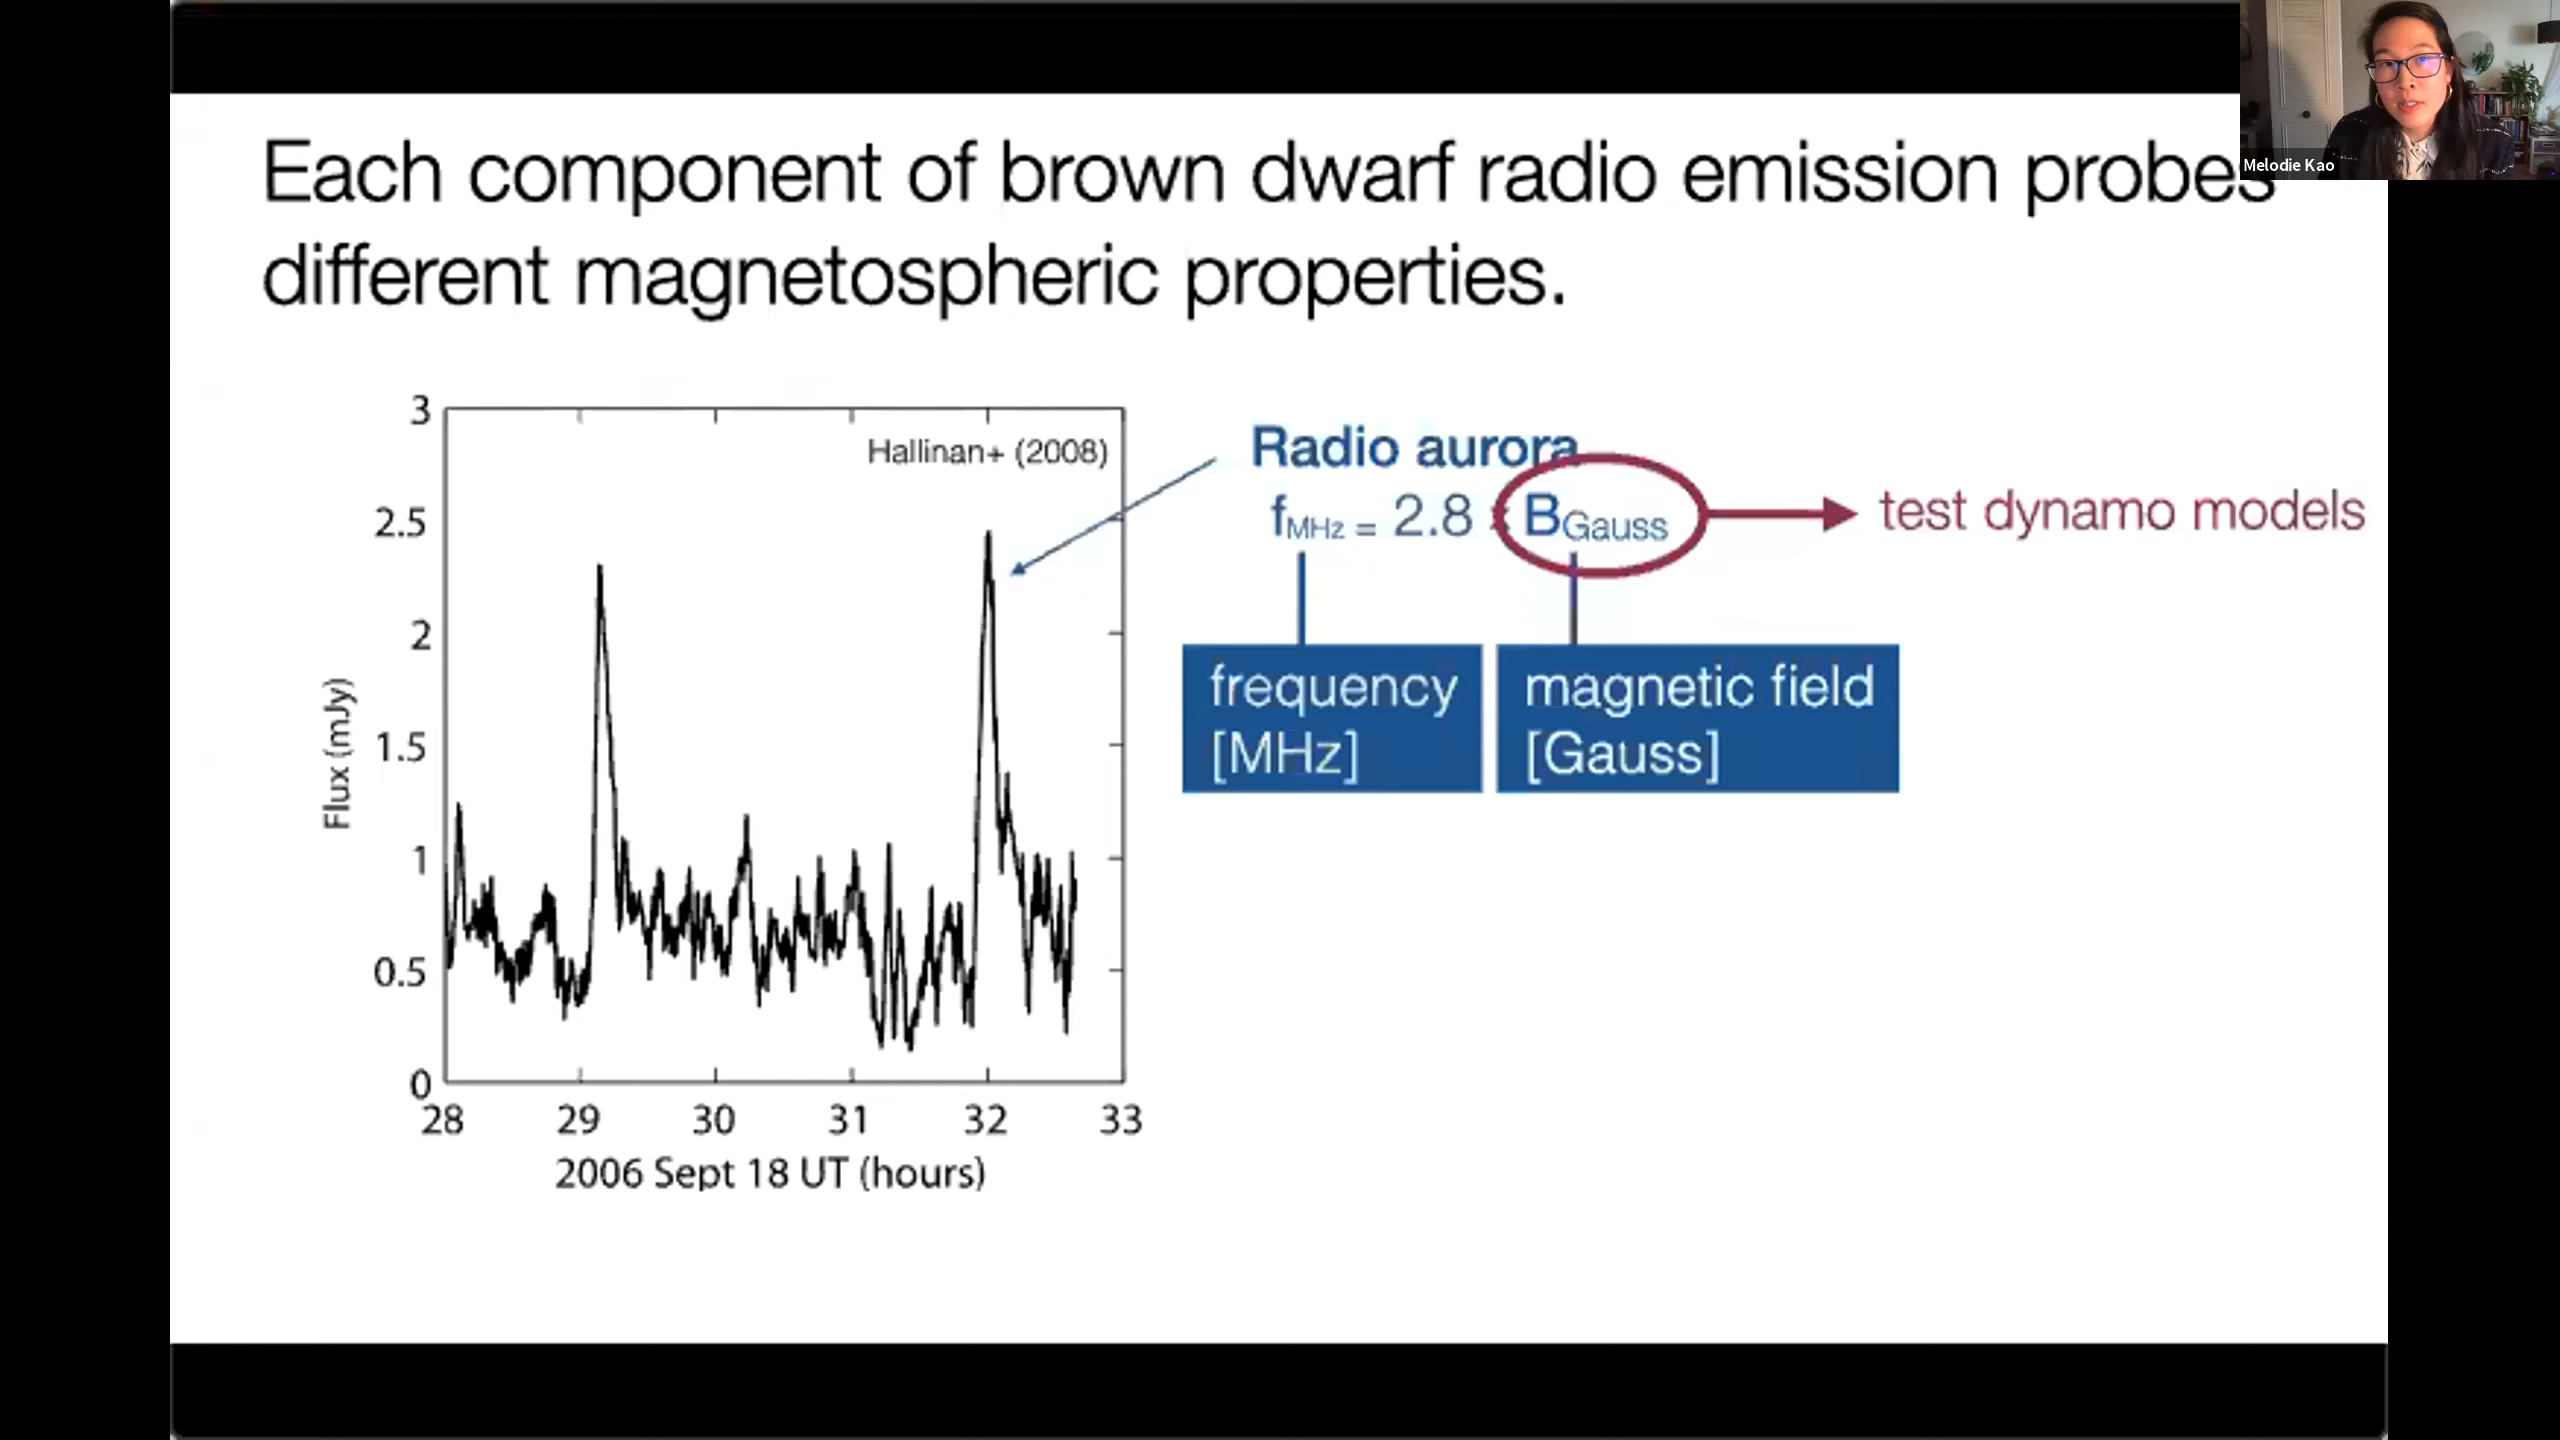 Each component of brown dwarf radio emission probes
different magnetospheric properties.
Melodie Kao
3
2.5
2
1.5
1
0.5
0
Flux (mJy)
Hallinan+ (2008)
28 29 30 31 32 33
2006 Sept 18 UT (hours)
Radio aurora
fMHz = 2.8 × BGauss
test dynamo models
frequency
[MHz]
magnetic field
[Gauss]